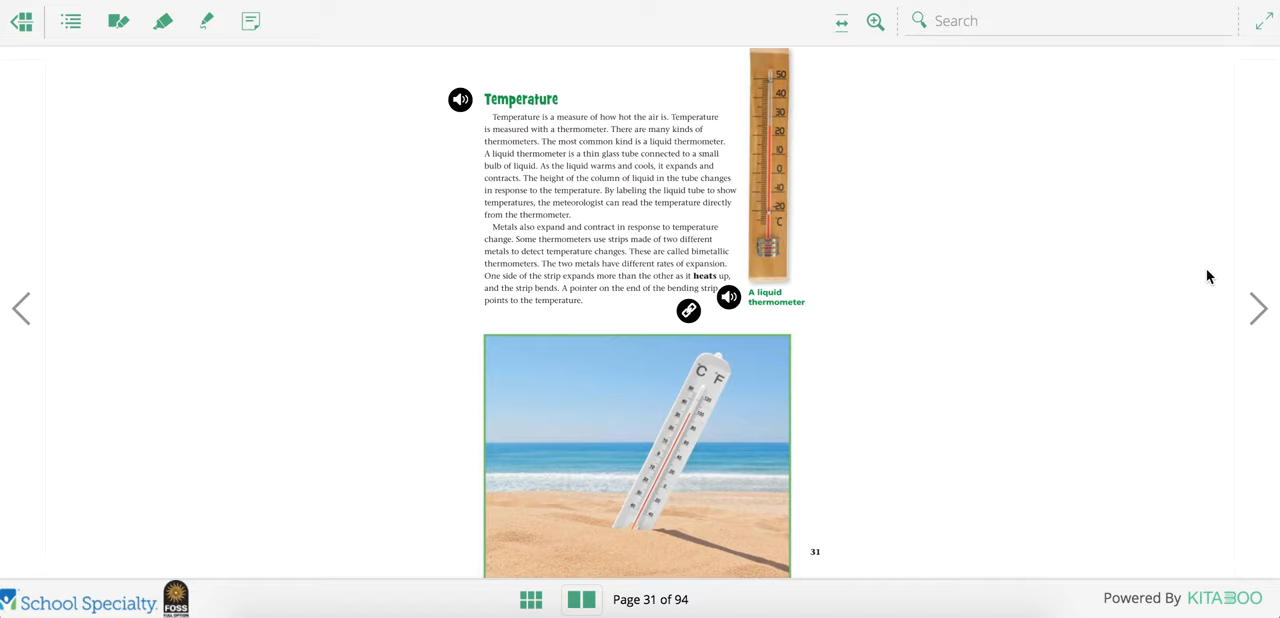 Search
Temperature
Temperature is a measure of how hot the air is. Temperature
is measured with a thermometer. There are many kinds of
thermometers. The most common kind is a liquid thermometer.
A liquid thermometer is a thin glass tube connected to a small
bulb of liquid. As the liquid warms and cools, it expands and
contracts. The height of the column of liquid in the tube changes
in response to the temperature. By labeling the liquid tube to show
temperatures, the meteorologist can read the temperature directly
from the thermometer.
Metals also expand and contract in response to temperature
change. Some thermometers use strips made of two different
metals to detect temperature changes. These are called bimetallic
thermometers. The two metals have different rates of expansion.
One side of the strip expands more than the other as it heats up,
and the strip bends. A pointer on the end of the bending strip
points to the temperature.
50
40
30
20
10
0
-10
-20
°C
A liquid
thermometer
°C °F
31
School Specialty.
FOSS
FULL OPTION
Page 31 of 94
Powered By KITABOO